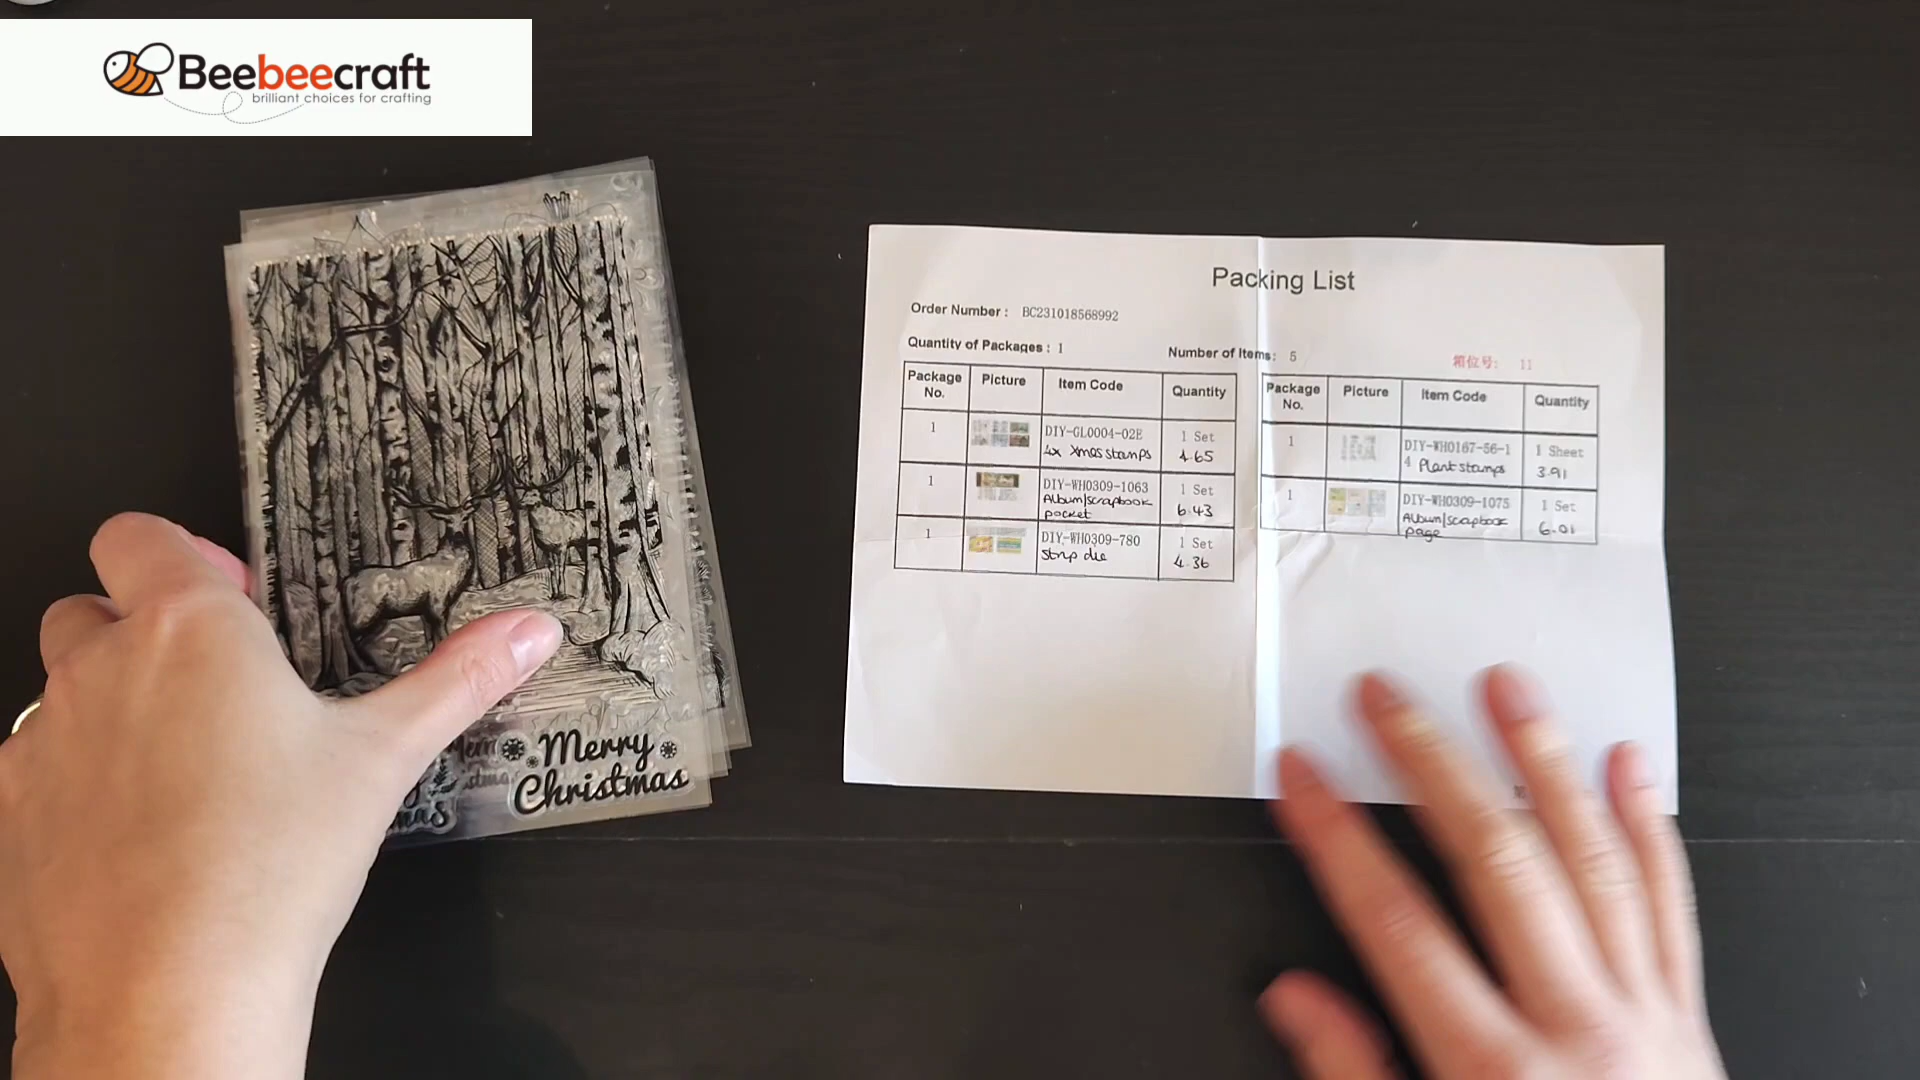 Beebeecraft
brilliant choices for crafting
Merry
Christmas
Packing List
Order Number : BC231018568992
Quantity of Packages : 1
Number of Items: 5
箱位号: 11
Package No. Picture Item Code Quantity
1 DIY-GL0004-02E 1 Set
4x Xmas stamps 4.65
1 DIY-WH0309-1063 1 Set
Album/scrapbook 6.43
pocket
1 DIY-WH0309-780 1 Set
strip die 4.36
Package No. Picture Item Code Quantity
1 DIY-WH0167-56-1 1 Sheet
4 Plant stamps 3.91
1 DIY-WH0309-1075 1 Set
Album/scrapbook 6.01
page
第